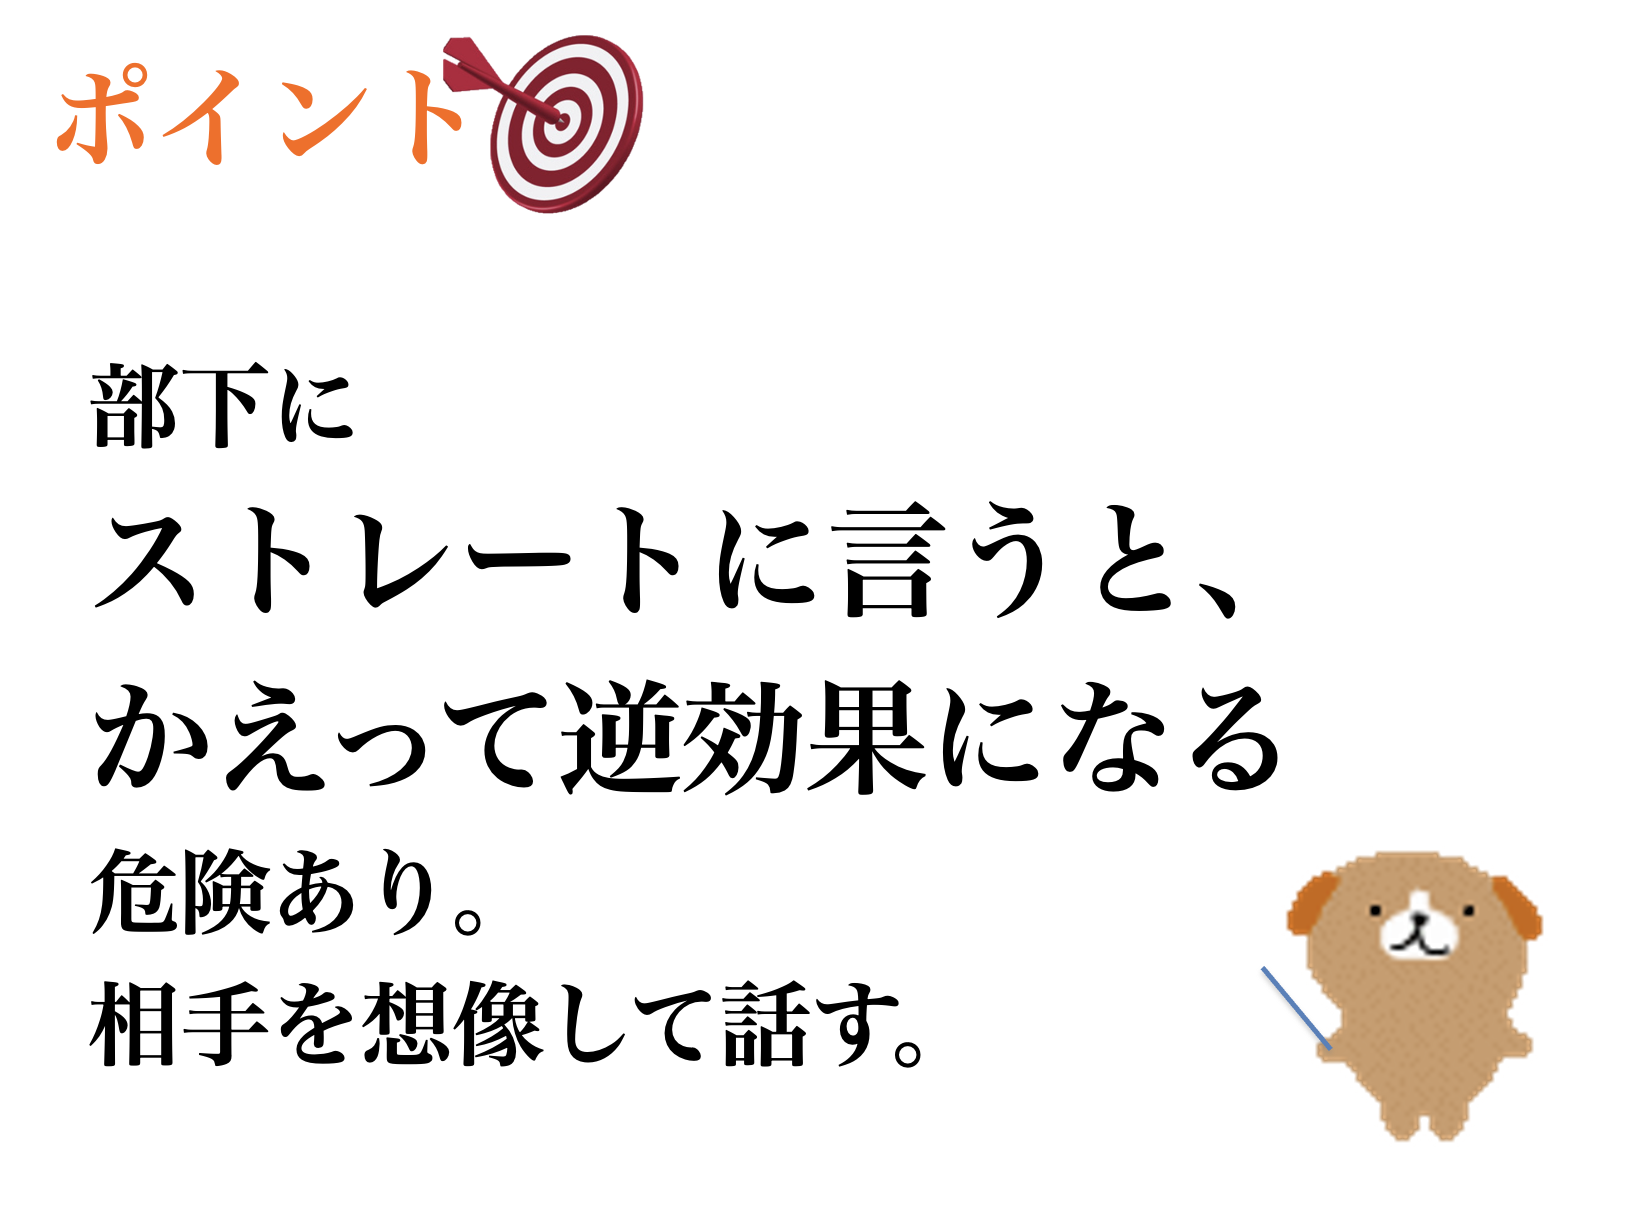 ポイント
部下に
ストレートに言うと、
かえって逆効果になる
危険あり。
相手を想像して話す。